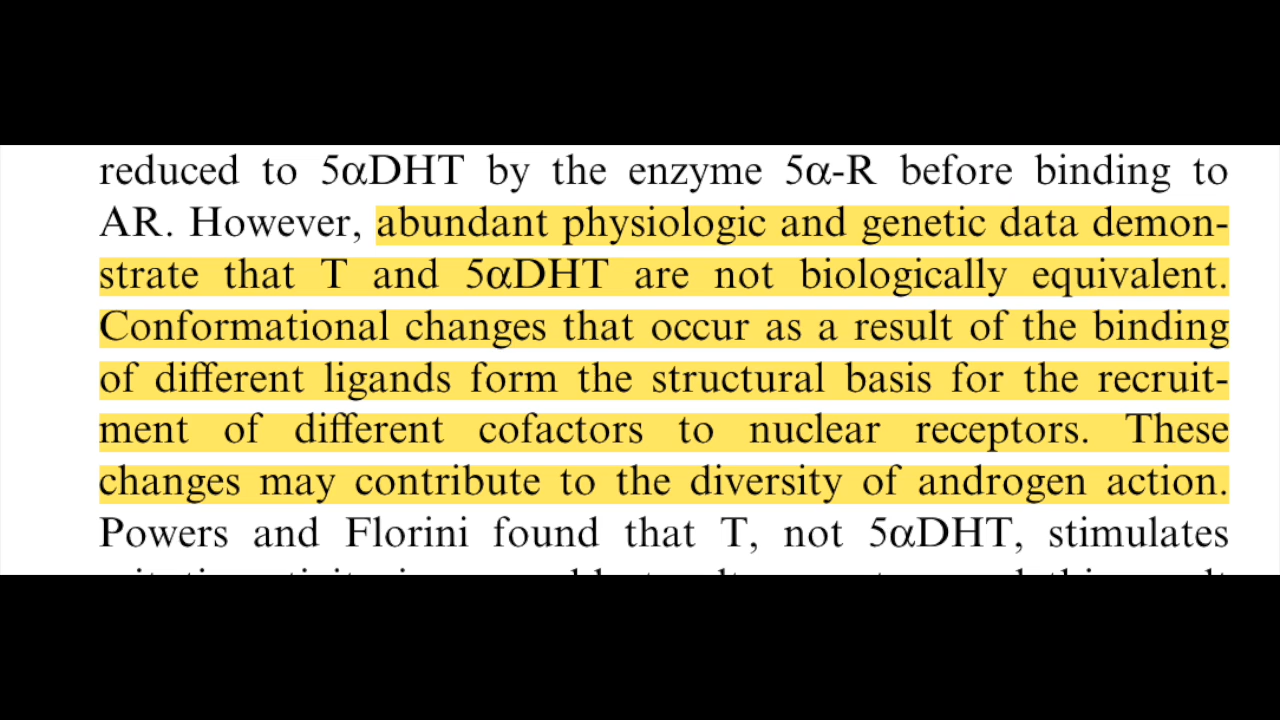 reduced to 5αDHT by the enzyme 5α-R before binding to
AR. However, abundant physiologic and genetic data demon-
strate that T and 5αDHT are not biologically equivalent.
Conformational changes that occur as a result of the binding
of different ligands form the structural basis for the recruit-
ment of different cofactors to nuclear receptors. These
changes may contribute to the diversity of androgen action.
Powers and Florini found that T, not 5αDHT, stimulates